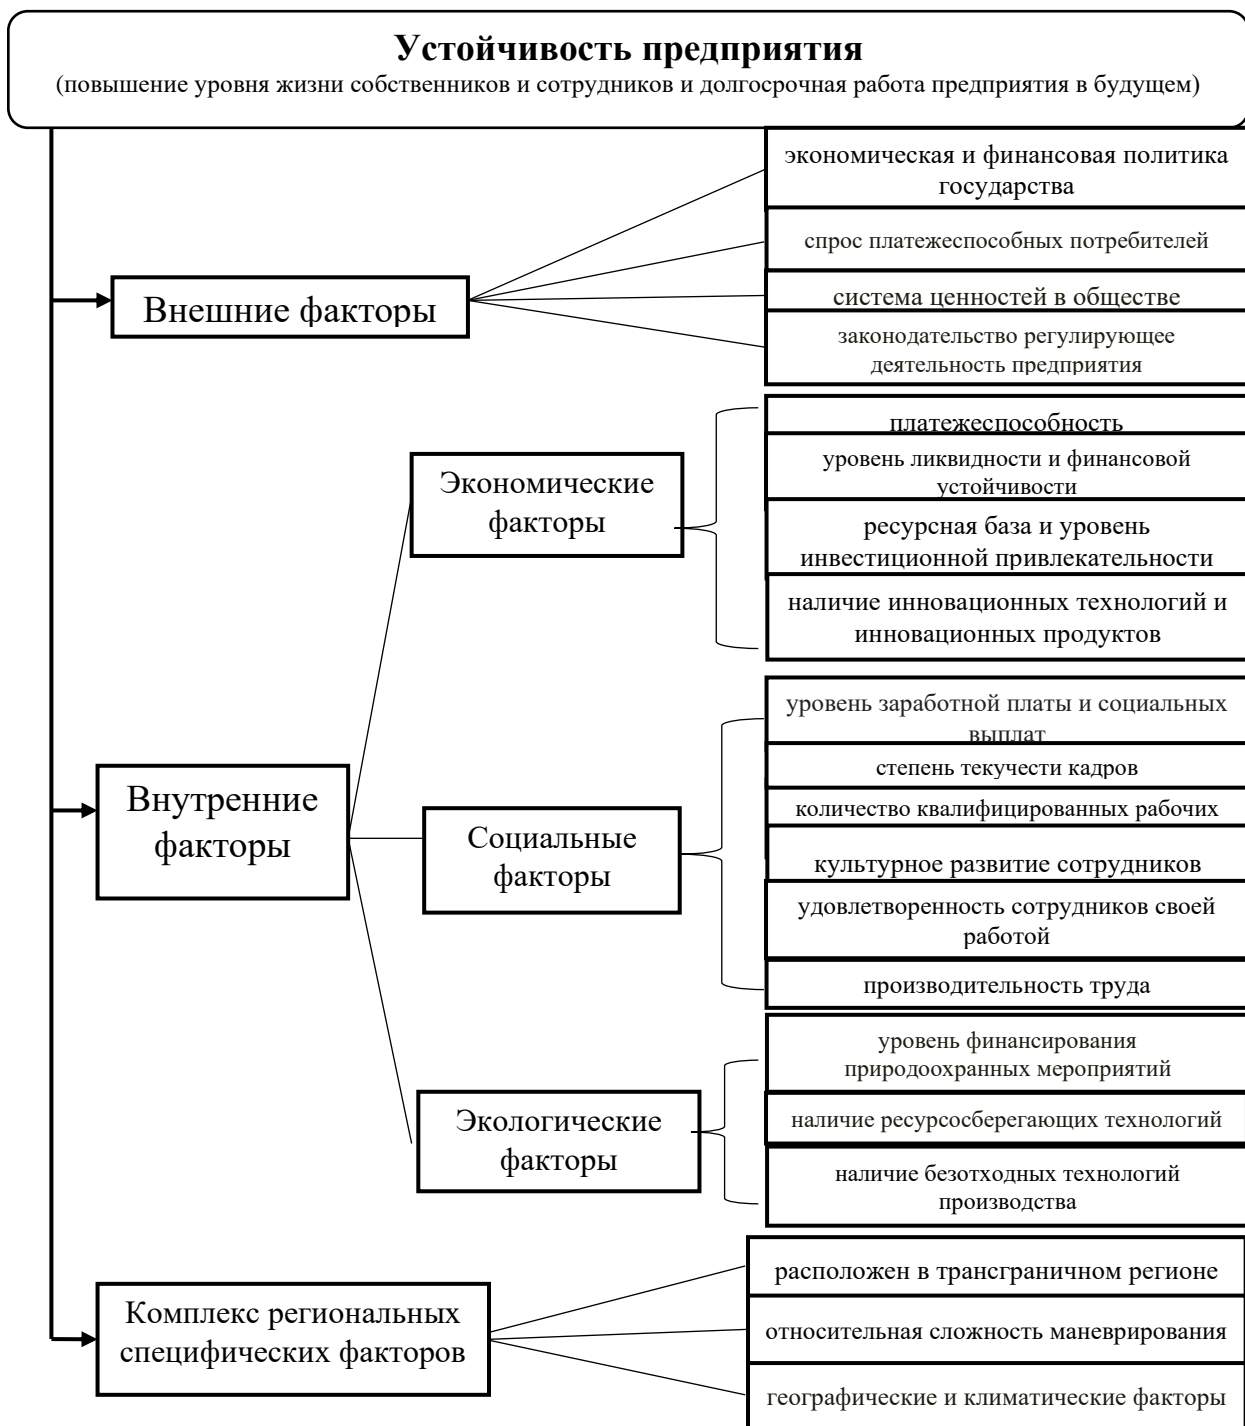 Устойчивость предприятия
(повышение уровня жизни собственников и сотрудников и долгосрочная работа предприятия в будущем)
экономическая и финансовая политика
государства
спрос платежеспособных потребителей
Внешние факторы
система ценностей в обществе
законодательство регулирующее
деятельность предприятия
Внутренние
факторы
Экономические
факторы
платежеспособность
уровень ликвидности и финансовой
устойчивости
ресурсная база и уровень
инвестиционной привлекательности
наличие инновационных технологий и
инновационных продуктов
Социальные
факторы
уровень заработной платы и социальных
выплат
степень текучести кадров
количество квалифицированных рабочих
культурное развитие сотрудников
удовлетворенность сотрудников своей
работой
производительность труда
Экологические
факторы
уровень финансирования
природоохранных мероприятий
наличие ресурсосберегающих технологий
наличие безотходных технологий
производства
Комплекс региональных
специфических факторов
расположен в трансграничном регионе
относительная сложность маневрирования
географические и климатические факторы